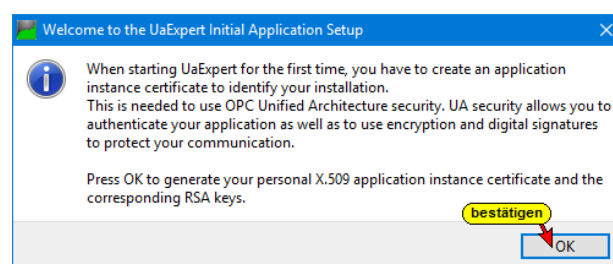 Welcome to the UaExpert Initial Application Setup
When starting UaExpert for the first time, you have to create an application
instance certificate to identify your installation.
This is needed to use OPC Unified Architecture security. UA security allows you to
authenticate your application as well as to use encryption and digital signatures
to protect your communication.
Press OK to generate your personal X.509 application instance certificate and the
corresponding RSA keys.
bestätigen
OK